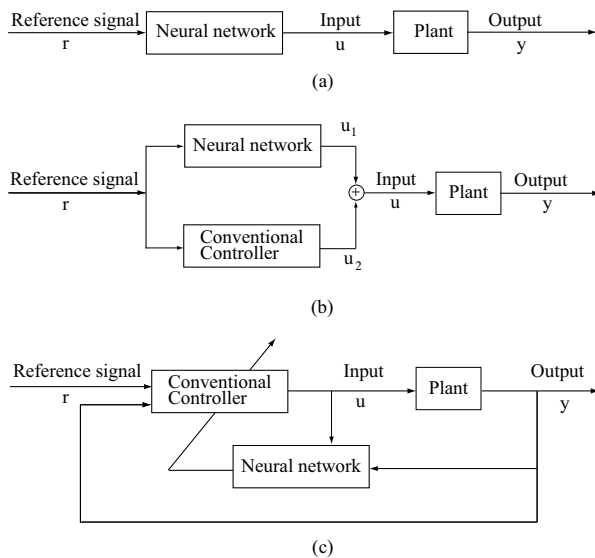 Reference signal
r
Neural network
Input
u
Plant
Output
y
(a)
Reference signal
r
Neural network
u1
Conventional
Controller
u2
+
Input
u
Plant
Output
y
(b)
Reference signal
r
Conventional
Controller
Input
u
Plant
Output
y
Neural network
(c)